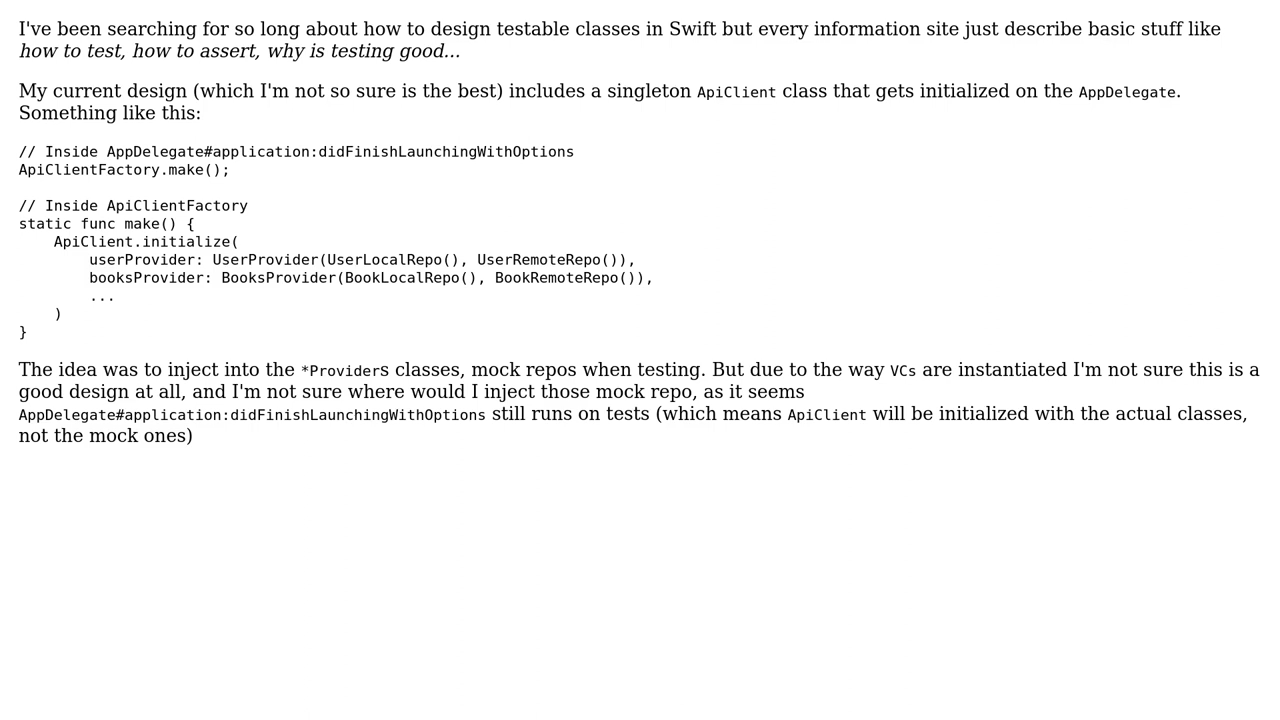 I've been searching for so long about how to design testable classes in Swift but every information site just describe basic stuff like
how to test, how to assert, why is testing good...
My current design (which I'm not so sure is the best) includes a singleton ApiClient class that gets initialized on the AppDelegate.
Something like this:
// Inside AppDelegate#application:didFinishLaunchingWithOptions
ApiClientFactory.make();
// Inside ApiClientFactory
static func make() {
    ApiClient.initialize(
        userProvider: UserProvider(UserLocalRepo(), UserRemoteRepo()),
        booksProvider: BooksProvider(BookLocalRepo(), BookRemoteRepo()),
        ...
    )
}
The idea was to inject into the *Providers classes, mock repos when testing. But due to the way VCs are instantiated I'm not sure this is a
good design at all, and I'm not sure where would I inject those mock repo, as it seems
AppDelegate#application:didFinishLaunchingWithOptions still runs on tests (which means ApiClient will be initialized with the actual classes,
not the mock ones)